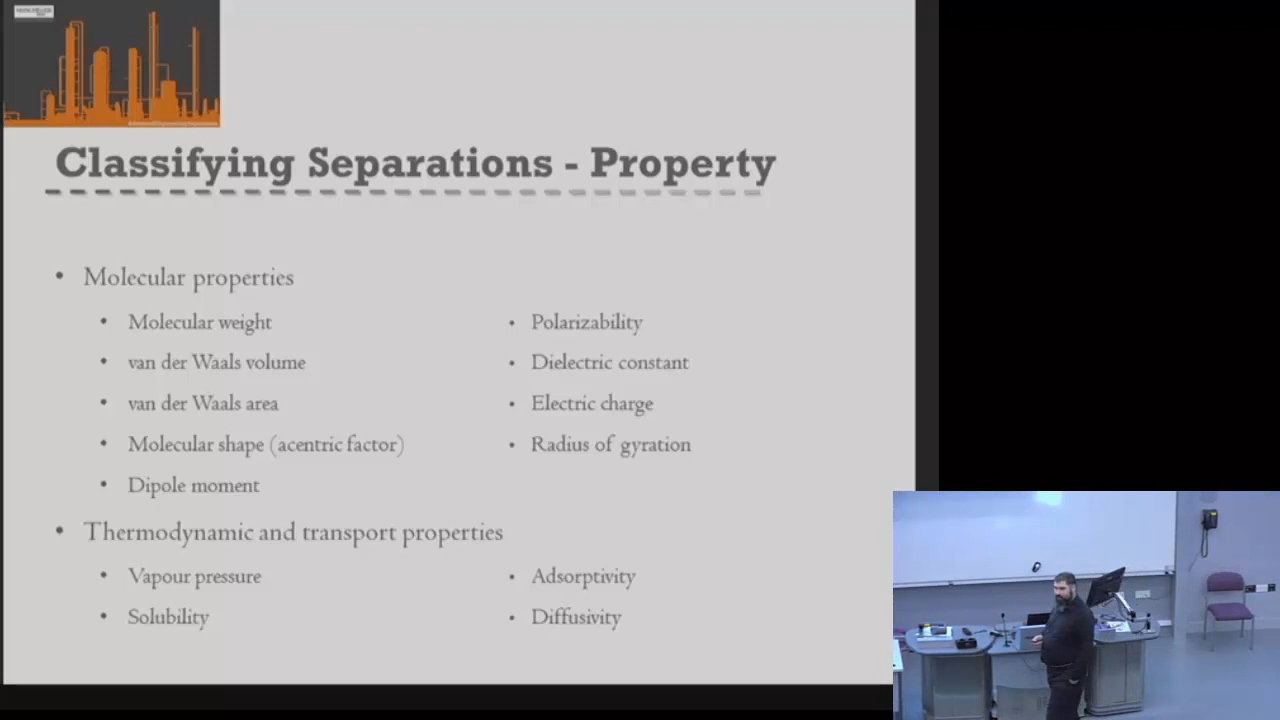 Classifying Separations - Property
• Molecular properties
• Molecular weight
• van der Waals volume
• van der Waals area
• Molecular shape (acentric factor)
• Dipole moment
• Polarizability
• Dielectric constant
• Electric charge
• Radius of gyration
• Thermodynamic and transport properties
• Vapour pressure
• Solubility
• Adsorptivity
• Diffusivity